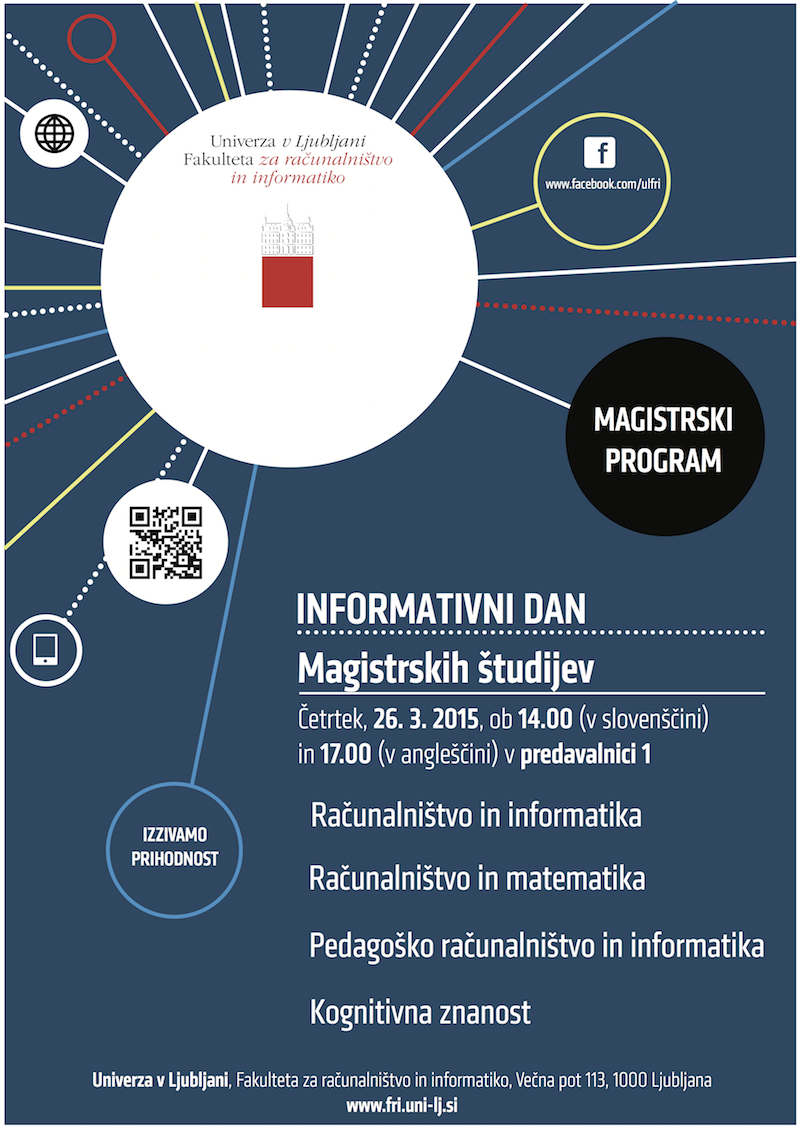 Univerza v Ljubljani
Fakulteta za računalništvo
in informatiko
f
www.facebook.com/ulfri
MAGISTRSKI
PROGRAM
INFORMATIVNI DAN
Magistrskih študijev
Četrtek, 26. 3. 2015, ob 14.00 (v slovenščini)
in 17.00 (v angleščini) v predavalnici 1
IZZIVAMO
PRIHODNOST
Računalništvo in informatika
Računalništvo in matematika
Pedagoško računalništvo in informatika
Kognitivna znanost
Univerza v Ljubljani, Fakulteta za računalništvo in informatiko, Večna pot 113, 1000 Ljubljana
www.fri.uni-lj.si